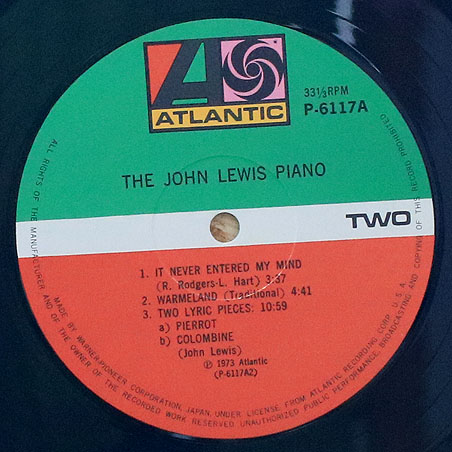 ATLANTIC
33⅓RPM
P-6117A
THE JOHN LEWIS PIANO
TWO
1. IT NEVER ENTERED MY MIND
(R. Rodgers-L. Hart) 3:37
2. WARMELAND (Traditional) 4:41
3. TWO LYRIC PIECES: 10:59
a) PIERROT
b) COLOMBINE
(John Lewis)
Ⓟ 1973 Atlantic
(P-6117A2)
MADE BY WARNER-PIONEER CORPORATION, JAPAN, UNDER LICENSE FROM ATLANTIC RECORDING CORP., U.S.A.
ALL RIGHTS OF THE MANUFACTURER AND OF THE OWNER OF THE RECORDED WORK RESERVED UNAUTHORIZED PUBLIC PERFORMANCE, BROADCASTING AND COPYING OF THIS RECORD PROHIBITED